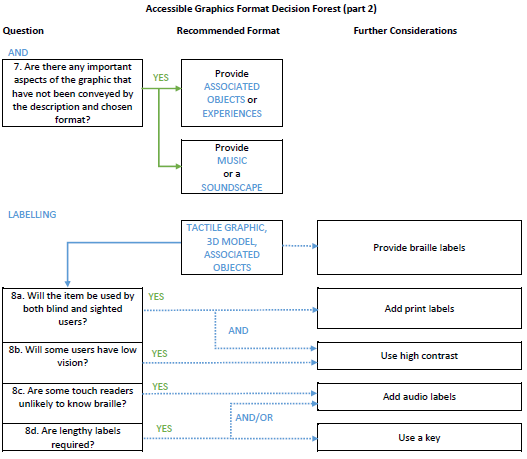 Accessible Graphics Format Decision Forest (part 2)
Question
Recommended Format
Further Considerations
AND
7. Are there any important
aspects of the graphic that
have not been conveyed by
the description and chosen
format?
YES
Provide
ASSOCIATED
OBJECTS or
EXPERIENCES
Provide
MUSIC
or a
SOUNDSCAPE
LABELLING
TACTILE GRAPHIC,
3D MODEL,
ASSOCIATED
OBJECTS
Provide braille labels
8a. Will the item be used by
both blind and sighted
users?
YES
Add print labels
AND
8b. Will some users have low
vision?
YES
Use high contrast
8c. Are some touch readers
unlikely to know braille?
YES
Add audio labels
AND/OR
8d. Are lengthy labels
required?
YES
Use a key